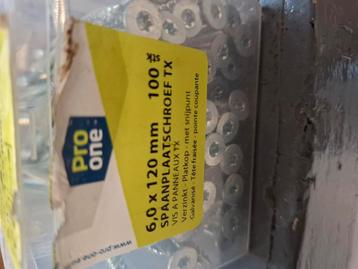 pro
one
6,0 x 120 mm 100
SPAANPLAATSCHROEF TX
VIS A PANNEAUX TX
Verzinkt - Platkop - met snijpunt
Galvanisé - Tête fraisée - pointe coupante